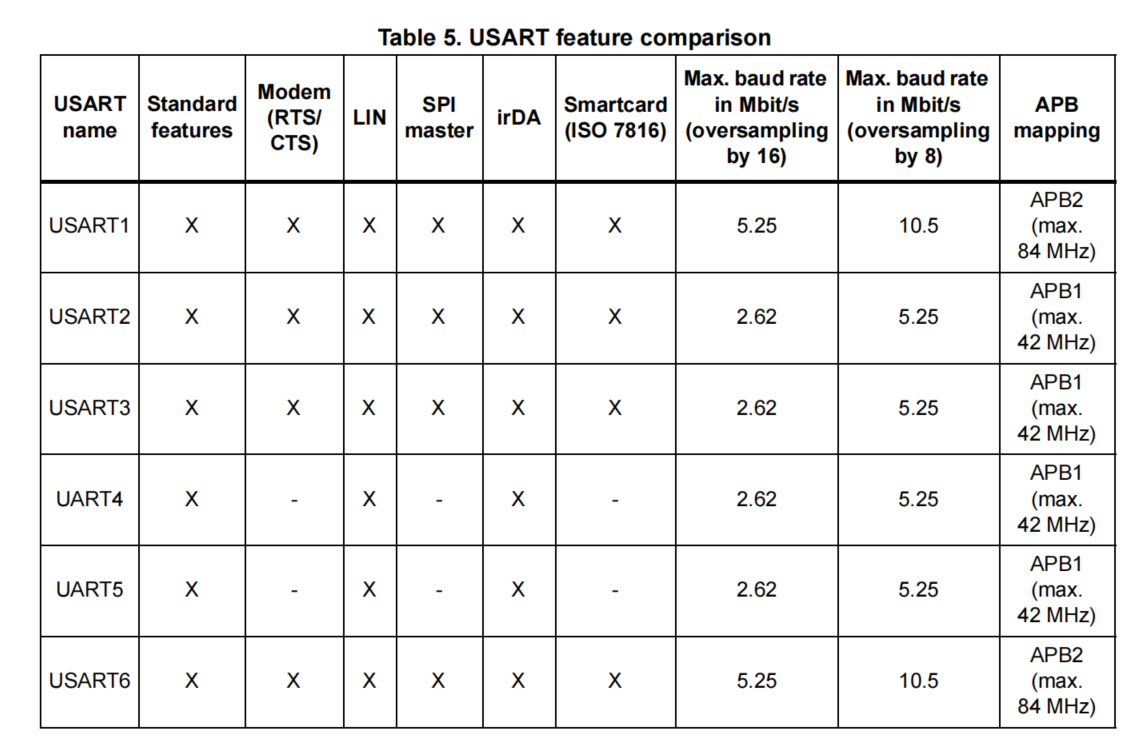 Table 5. USART feature comparison
USART name | Standard features | Modem (RTS/ CTS) | LIN | SPI master | irDA | Smartcard (ISO 7816) | Max. baud rate in Mbit/s (oversampling by 16) | Max. baud rate in Mbit/s (oversampling by 8) | APB mapping
USART1 | X | X | X | X | X | X | 5.25 | 10.5 | APB2 (max. 84 MHz)
USART2 | X | X | X | X | X | X | 2.62 | 5.25 | APB1 (max. 42 MHz)
USART3 | X | X | X | X | X | X | 2.62 | 5.25 | APB1 (max. 42 MHz)
UART4 | X | - | X | - | X | - | 2.62 | 5.25 | APB1 (max. 42 MHz)
UART5 | X | - | X | - | X | - | 2.62 | 5.25 | APB1 (max. 42 MHz)
USART6 | X | X | X | X | X | X | 5.25 | 10.5 | APB2 (max. 84 MHz)